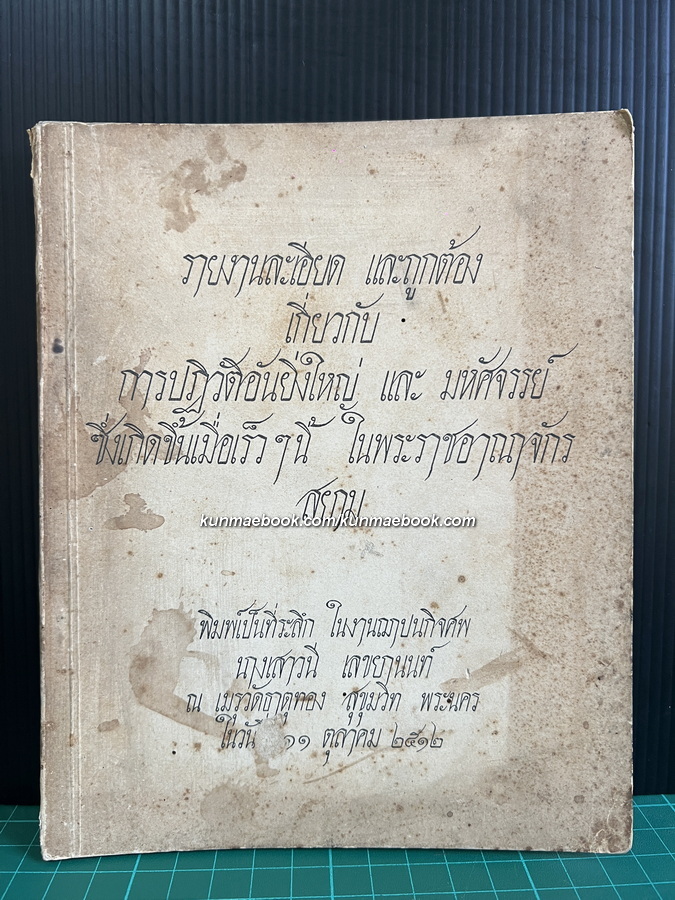 รายงานละเอียด และถูกต้อง
เกี่ยวกับ
การปฏิวัติอันยิ่งใหญ่ และ มหัศจรรย์
ซึ่งเกิดขึ้นเมื่อเร็วๆนี้ ในพระราชอาณาจักร
สยาม
kunmaebook.com/kunmaebook.com
พิมพ์เป็นที่ระลึก ในงานฌาปนกิจศพ
นางเสาวนี เลขยานนท์
ณ เมรุวัดธาตุทอง สุขุมวิท พระนคร
ในวันที่ ๑๑ ตุลาคม ๒๕๑๒